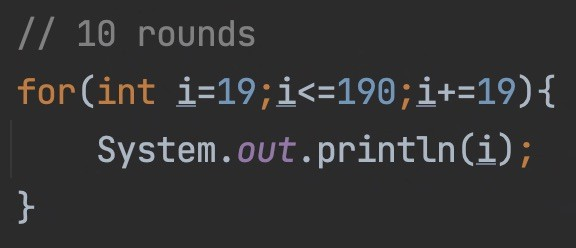 // 10 rounds
for(int i=19;i<=190;i+=19){
    System.out.println(i);
}